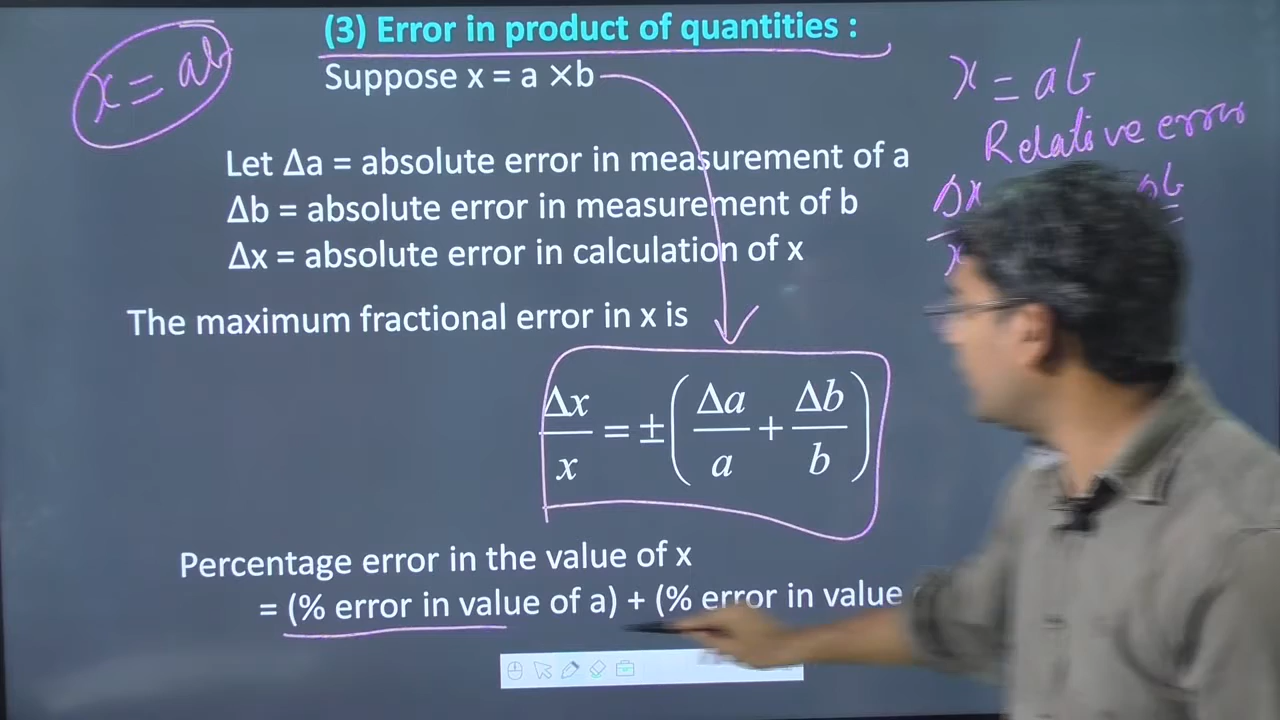 (3) Error in product of quantities :
x = ab
Suppose x = a ×b
x = ab
Relative error
Let Δa = absolute error in measurement of a
Δb = absolute error in measurement of b
Δx = absolute error in calculation of x
Δx Δb
x
The maximum fractional error in x is
Δx/x = ±(Δa/a + Δb/b)
Percentage error in the value of x
= (% error in value of a) + (% error in value